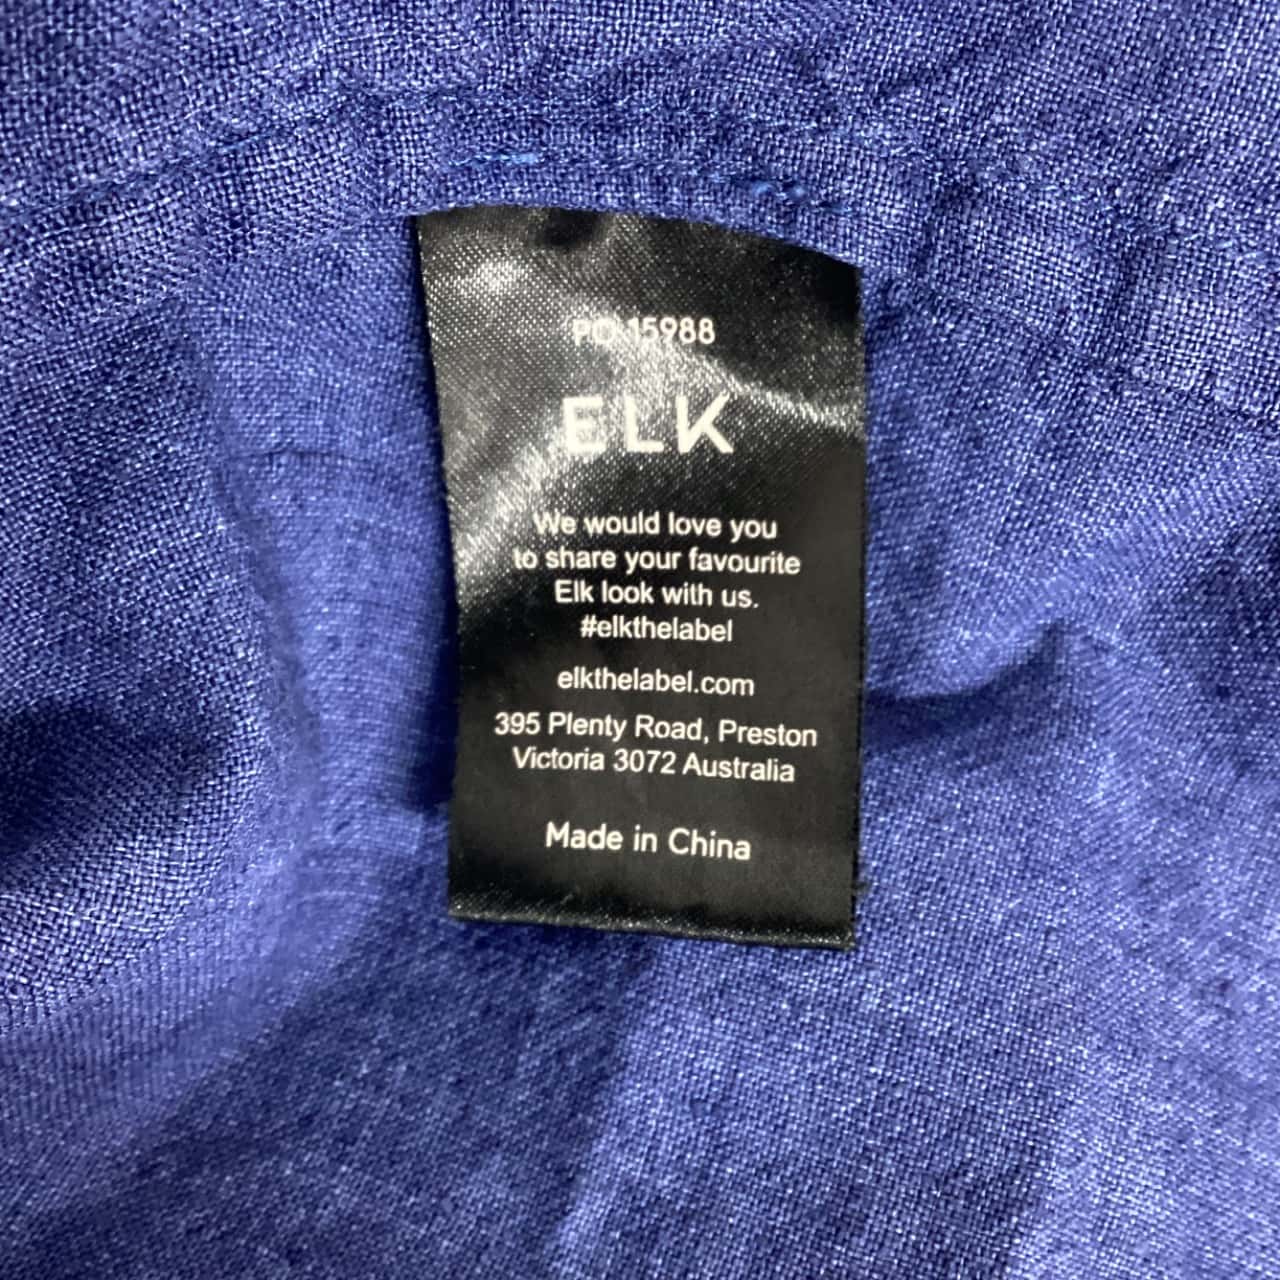 PO 15988
ELK
We would love you
to share your favourite
Elk look with us.
#elkthelabel
elkthelabel.com
395 Plenty Road, Preston
Victoria 3072 Australia
Made in China